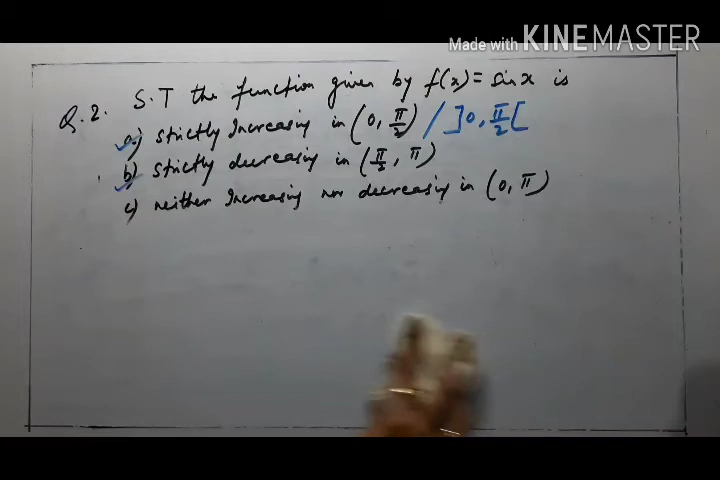 Made with KINEMASTER
Q.2. S.T the function given by f(x) = sin x is
a) strictly Increasing in (0, π/2) / ]0, π/2[
b) strictly decreasing in (π/2, π)
c) neither Increasing nor decreasing in (0, π)